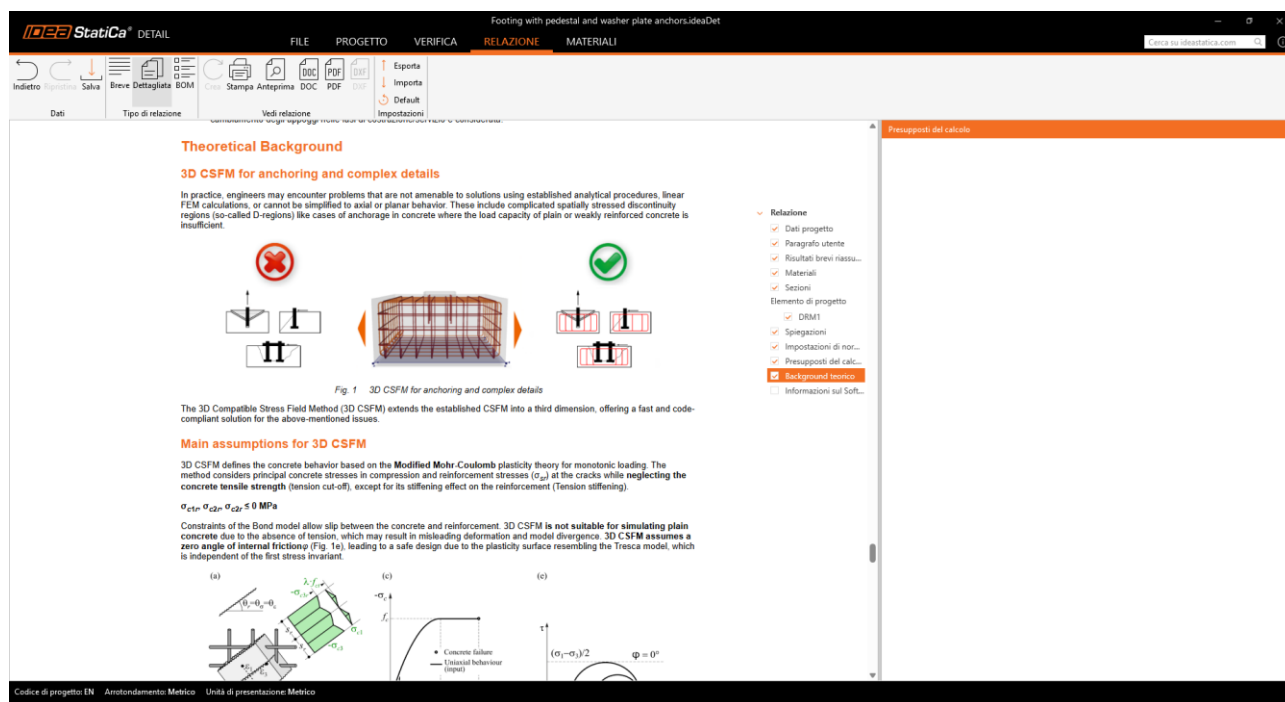 Footing with pedestal and washer plate anchors.ideaDet
IDEA StatiCa® DETAIL
FILE PROGETTO VERIFICA RELAZIONE MATERIALI
Cerca su ideastatica.com
Indietro Ripristina Salva
Breve Dettagliata BOM
Crea Stampa Anteprima DOC PDF DXF
Esporta
Importa
Default
Dati
Tipo di relazione
Vedi relazione
Impostazioni
Theoretical Background
3D CSFM for anchoring and complex details
In practice, engineers may encounter problems that are not amenable to solutions using established analytical procedures, linear
FEM calculations, or cannot be simplified to axial or planar behavior. These include complicated spatially stressed discontinuity
regions (so-called D-regions) like cases of anchorage in concrete where the load capacity of plain or weakly reinforced concrete is
insufficient.
Fig. 1 3D CSFM for anchoring and complex details
The 3D Compatible Stress Field Method (3D CSFM) extends the established CSFM into a third dimension, offering a fast and code-
compliant solution for the above-mentioned issues.
Main assumptions for 3D CSFM
3D CSFM defines the concrete behavior based on the Modified Mohr-Coulomb plasticity theory for monotonic loading. The
method considers principal concrete stresses in compression and reinforcement stresses (σsr) at the cracks while neglecting the
concrete tensile strength (tension cut-off), except for its stiffening effect on the reinforcement (Tension stiffening).
σc1r, σc2r, σc2r ≤ 0 MPa
Constraints of the Bond model allow slip between the concrete and reinforcement. 3D CSFM is not suitable for simulating plain
concrete due to the absence of tension, which may result in misleading deformation and model divergence. 3D CSFM assumes a
zero angle of internal frictionφ (Fig. 1e), leading to a safe design due to the plasticity surface resembling the Tresca model, which
is independent of the first stress invariant.
(a)
(c)
-σc
fc
Concrete failure
Uniaxial behaviour
(input)
(e)
τ
(σ1–σ3)/2
φ = 0°
Relazione
Dati progetto
Paragrafo utente
Risultati brevi riassu...
Materiali
Sezioni
Elemento di progetto
DRM1
Spiegazioni
Impostazioni di nor...
Presupposti del calc...
Background teorico
Informazioni sul Soft...
Presupposti del calcolo
Codice di progetto: EN Arrotondamento: Metrico Unità di presentazione: Metrico